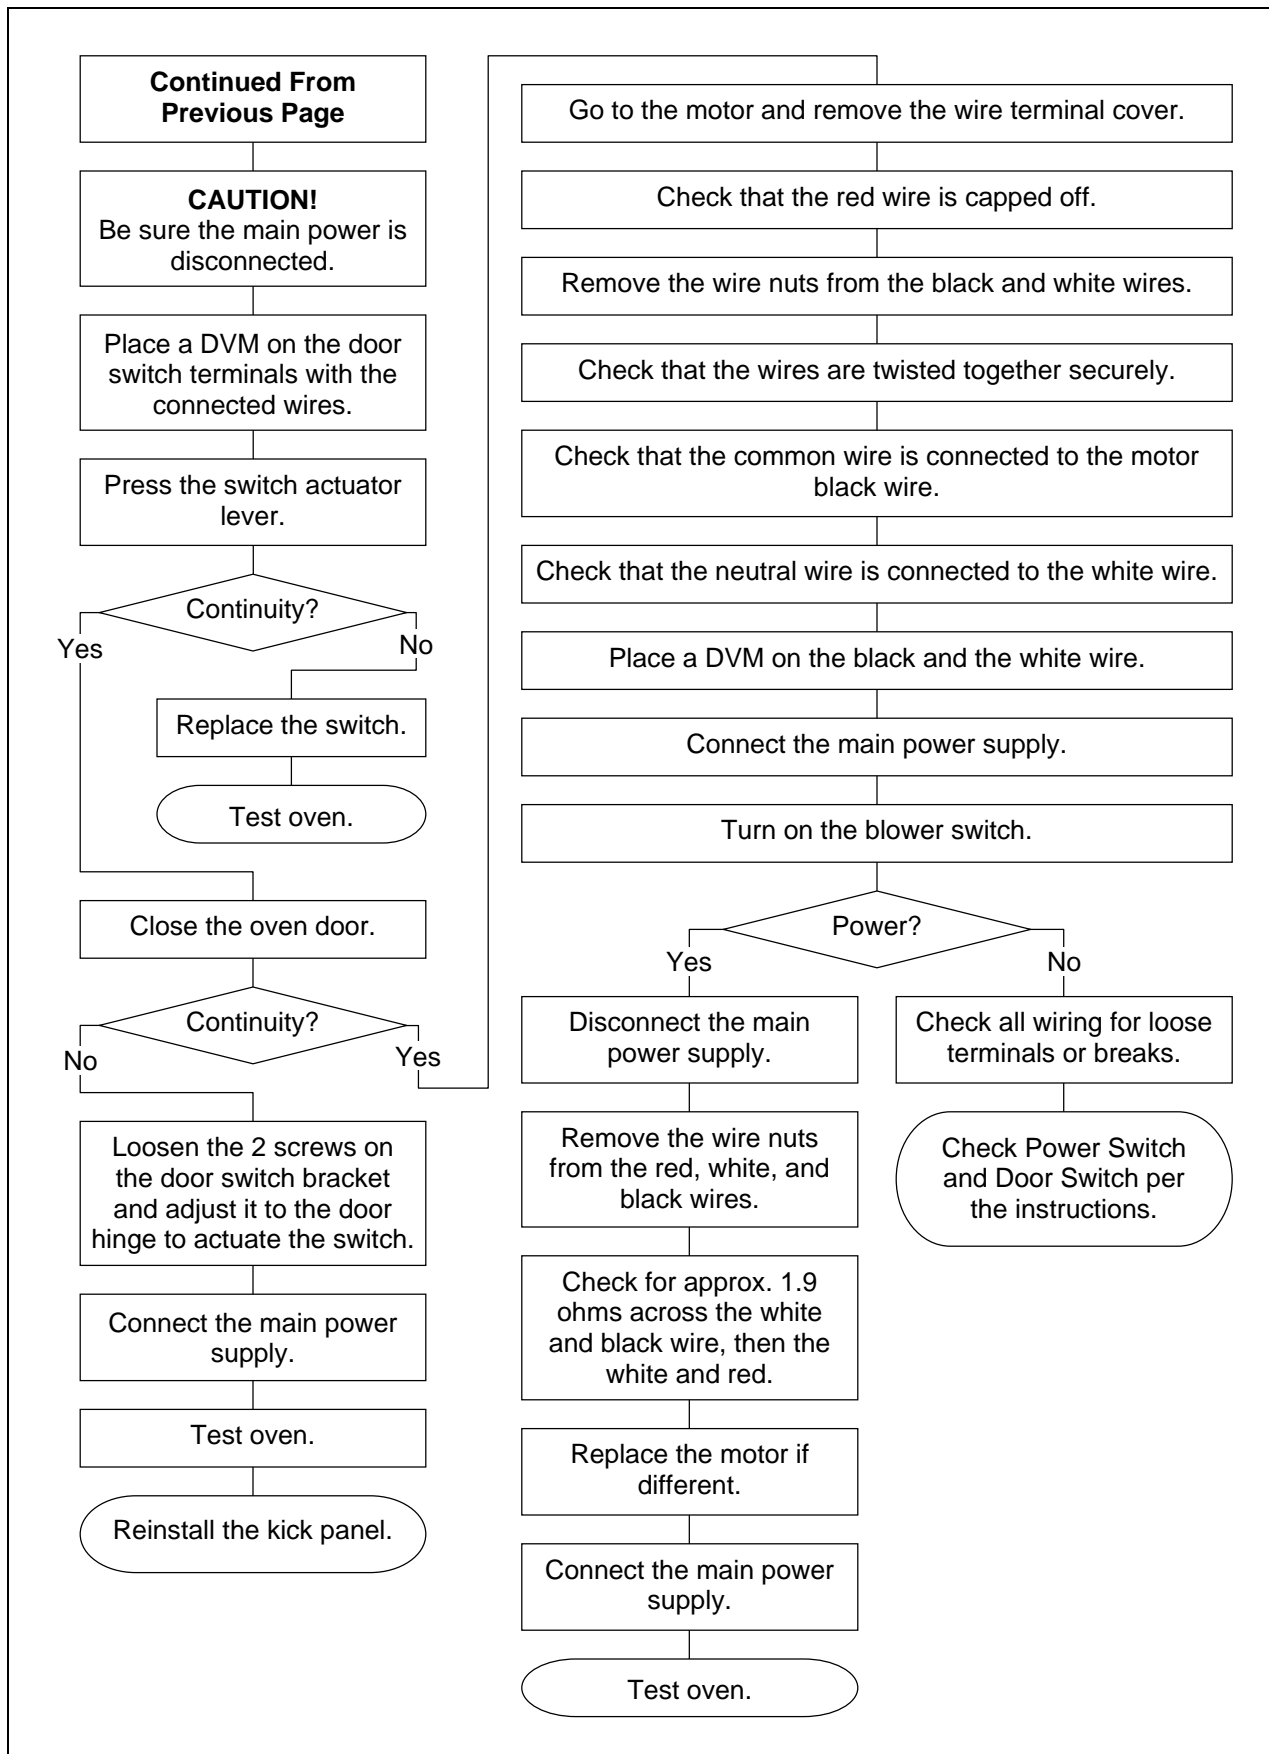 Continued From
Previous Page
CAUTION!
Be sure the main power is
disconnected.
Place a DVM on the door
switch terminals with the
connected wires.
Press the switch actuator
lever.
Continuity?
Yes
No
Replace the switch.
Test oven.
Close the oven door.
Continuity?
No
Yes
Loosen the 2 screws on
the door switch bracket
and adjust it to the door
hinge to actuate the switch.
Connect the main power
supply.
Test oven.
Reinstall the kick panel.
Go to the motor and remove the wire terminal cover.
Check that the red wire is capped off.
Remove the wire nuts from the black and white wires.
Check that the wires are twisted together securely.
Check that the common wire is connected to the motor
black wire.
Check that the neutral wire is connected to the white wire.
Place a DVM on the black and the white wire.
Connect the main power supply.
Turn on the blower switch.
Power?
Yes
No
Disconnect the main
power supply.
Remove the wire nuts
from the red, white, and
black wires.
Check for approx. 1.9
ohms across the white
and black wire, then the
white and red.
Replace the motor if
different.
Connect the main power
supply.
Test oven.
Check all wiring for loose
terminals or breaks.
Check Power Switch
and Door Switch per
the instructions.